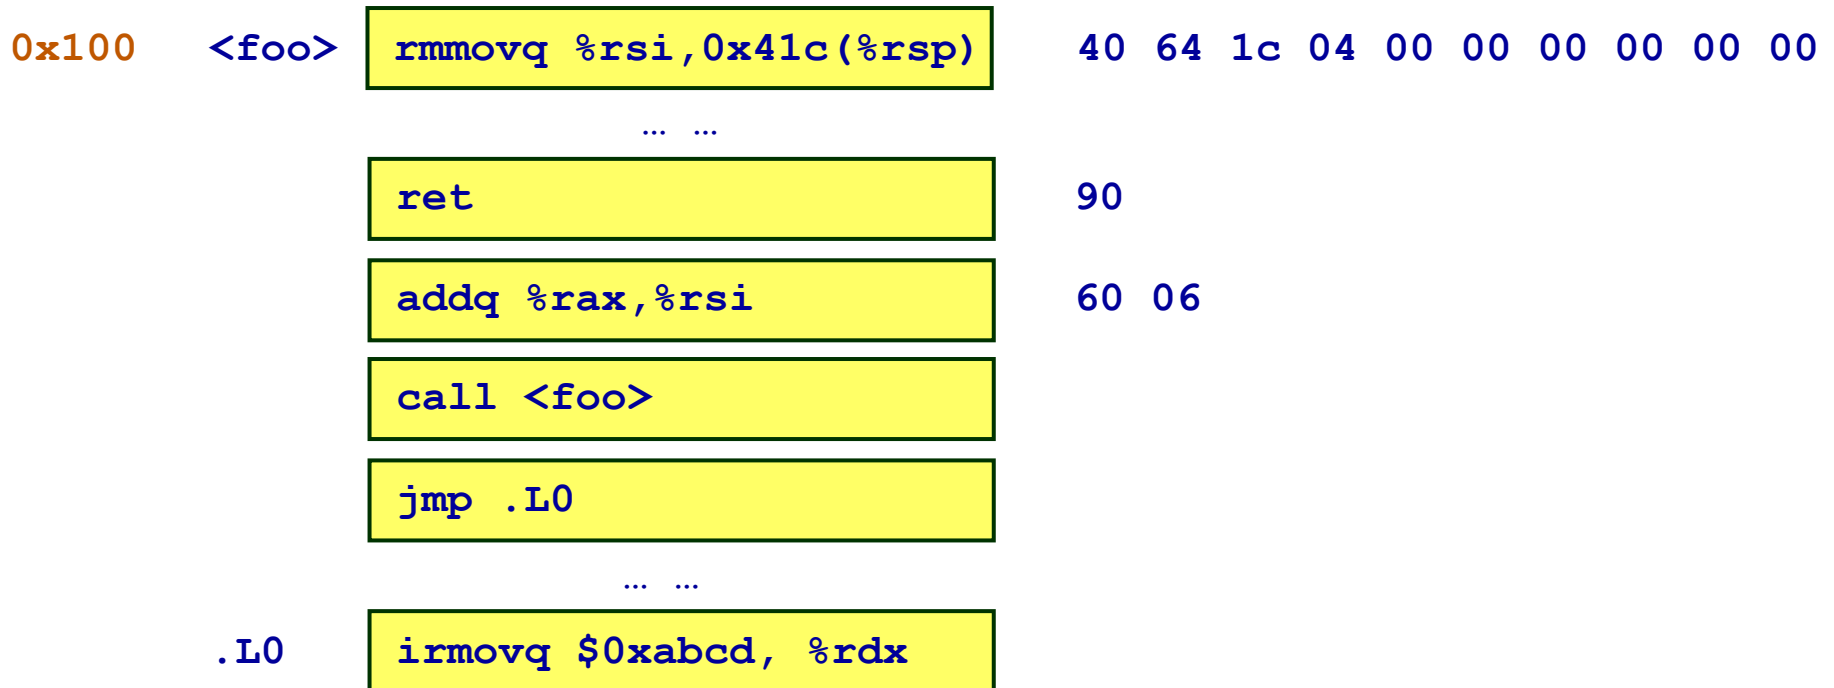 0x100 <foo> rmmovq %rsi,0x41c(%rsp) 40 64 1c 04 00 00 00 00 00 00
… …
ret 90
addq %rax,%rsi 60 06
call <foo>
jmp .L0
… …
.L0 irmovq $0xabcd, %rdx